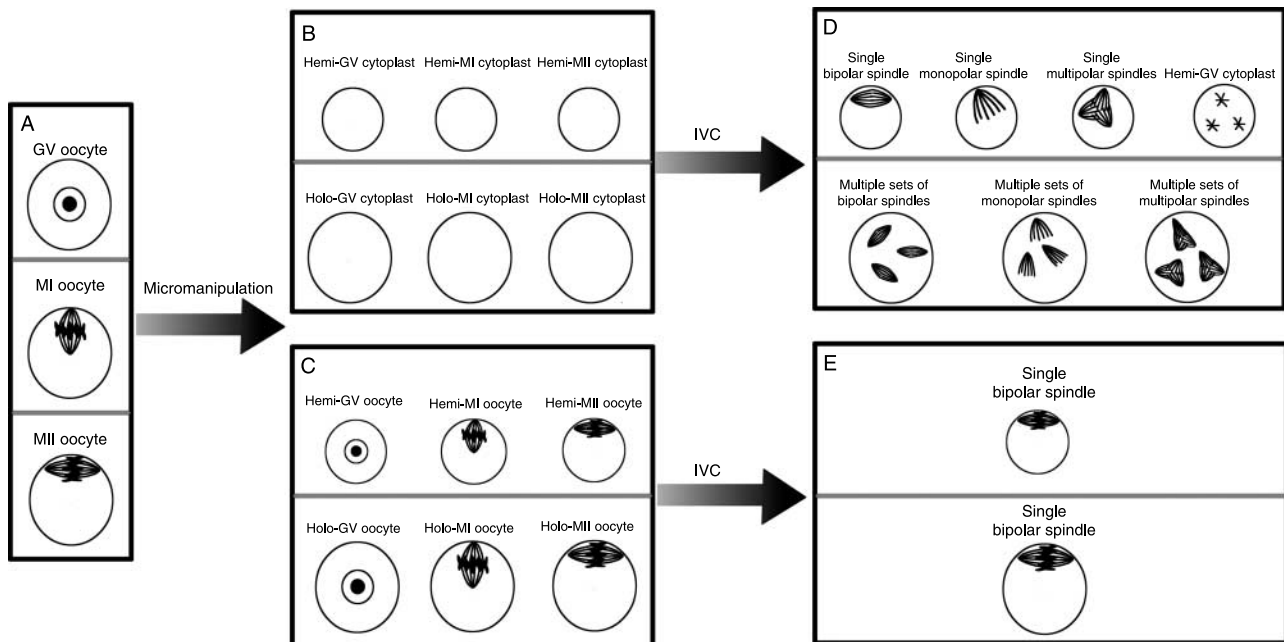 A
GV oocyte
MI oocyte
MII oocyte
Micromanipulation
B
Hemi-GV cytoplast Hemi-MI cytoplast Hemi-MII cytoplast
Holo-GV cytoplast Holo-MI cytoplast Holo-MII cytoplast
C
Hemi-GV oocyte Hemi-MI oocyte Hemi-MII oocyte
Holo-GV oocyte Holo-MI oocyte Holo-MII oocyte
IVC
IVC
D
Single
bipolar spindle
Single
monopolar spindle
Single
multipolar spindles
Hemi-GV cytoplast
Multiple sets of
bipolar spindles
Multiple sets of
monopolar spindles
Multiple sets of
multipolar spindles
E
Single
bipolar spindle
Single
bipolar spindle